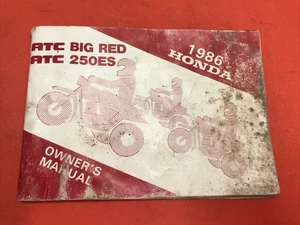 ATC BIG RED
ATC 250ES
1986
HONDA
OWNER'S
MANUAL